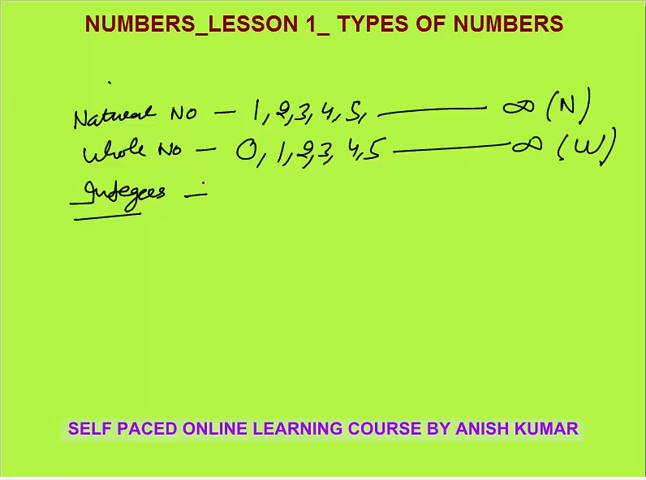 NUMBERS_LESSON 1_ TYPES OF NUMBERS
Natural No — 1, 2, 3, 4, 5, ——— ∞ (N)
Whole No — 0, 1, 2, 3, 4, 5 ——— ∞ (W)
Integers —
SELF PACED ONLINE LEARNING COURSE BY ANISH KUMAR